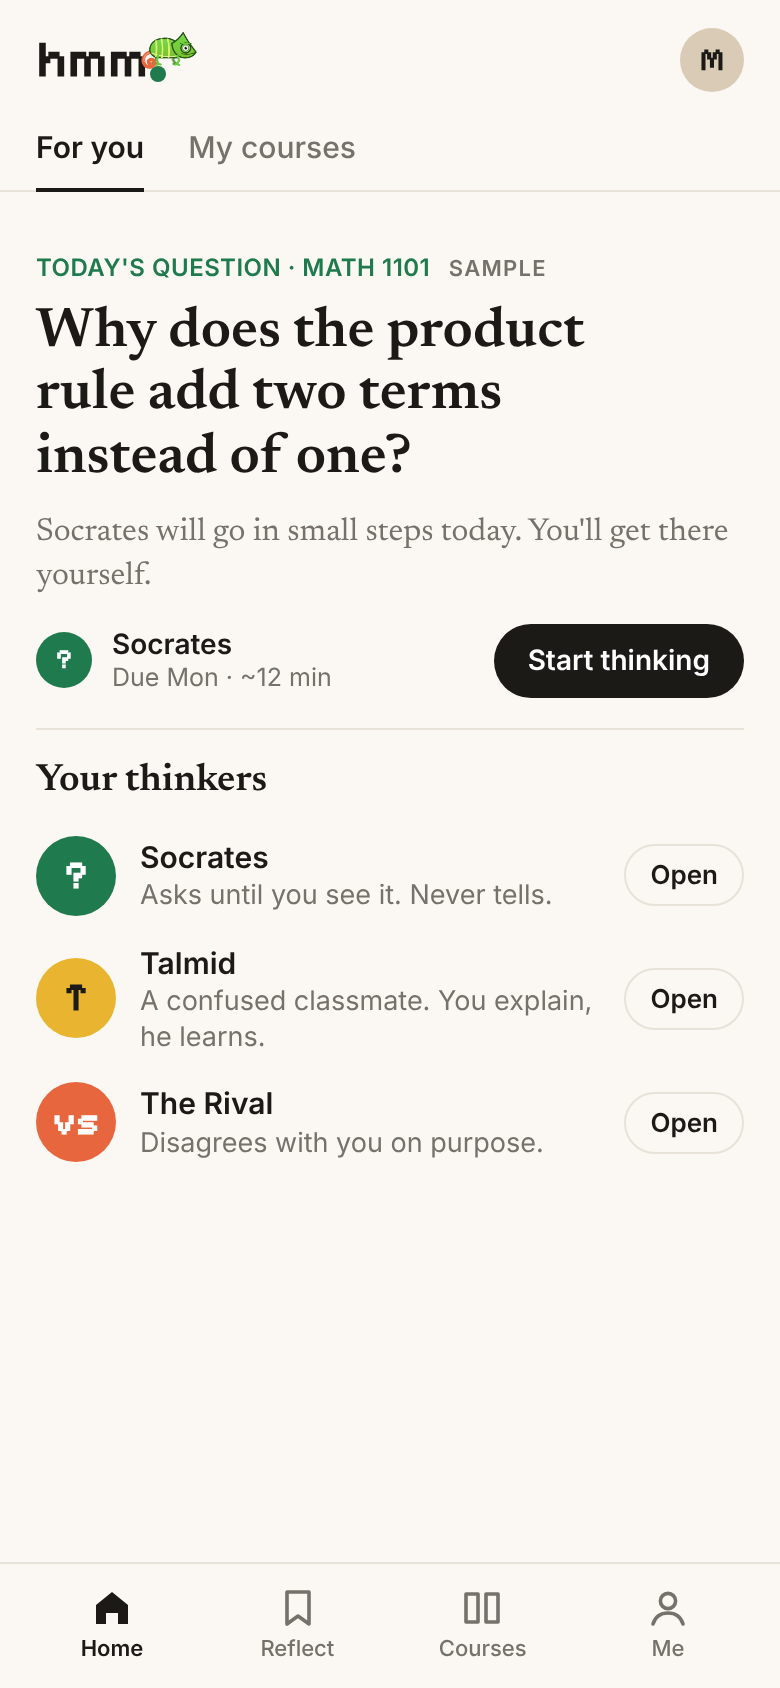 hmm
M
For you
My courses
TODAY'S QUESTION · MATH 1101 SAMPLE
Why does the product
rule add two terms
instead of one?
Socrates will go in small steps today. You'll get there
yourself.
?
Socrates
Due Mon · ~12 min
Start thinking
Your thinkers
?
Socrates
Asks until you see it. Never tells.
Open
T
Talmid
A confused classmate. You explain,
he learns.
Open
vs
The Rival
Disagrees with you on purpose.
Open
Home
Reflect
Courses
Me